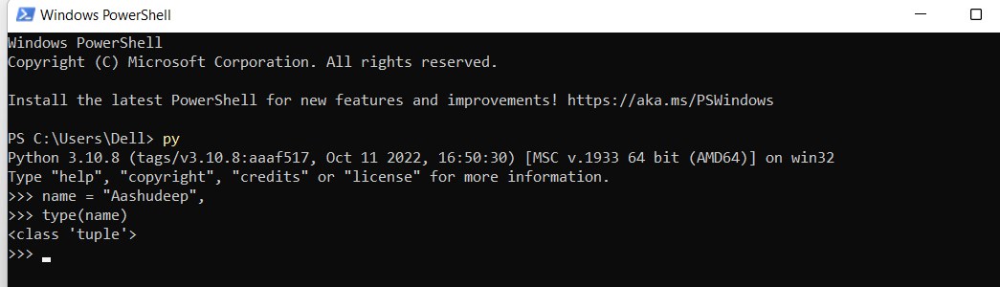 Windows PowerShell
Windows PowerShell
Copyright (C) Microsoft Corporation. All rights reserved.
Install the latest PowerShell for new features and improvements! https://aka.ms/PSWindows
PS C:\Users\Dell> py
Python 3.10.8 (tags/v3.10.8:aaaf517, Oct 11 2022, 16:50:30) [MSC v.1933 64 bit (AMD64)] on win32
Type "help", "copyright", "credits" or "license" for more information.
>>> name = "Aashudeep",
>>> type(name)
<class 'tuple'>
>>>